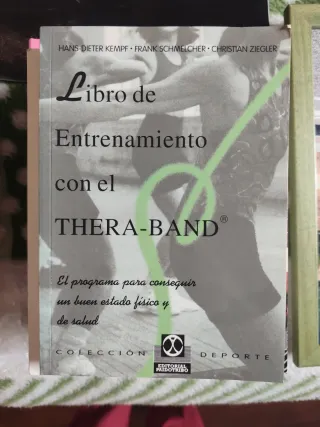 HANS DIETER KEMPF · FRANK SCHMELCHER · CHRISTIAN ZIEGLER
Libro de
Entrenamiento
con el
THERA-BAND®
El programa para conseguir
un buen estado físico y
de salud
COLECCIÓN DEPORTE
EDITORIAL
PAIDOTRIBO